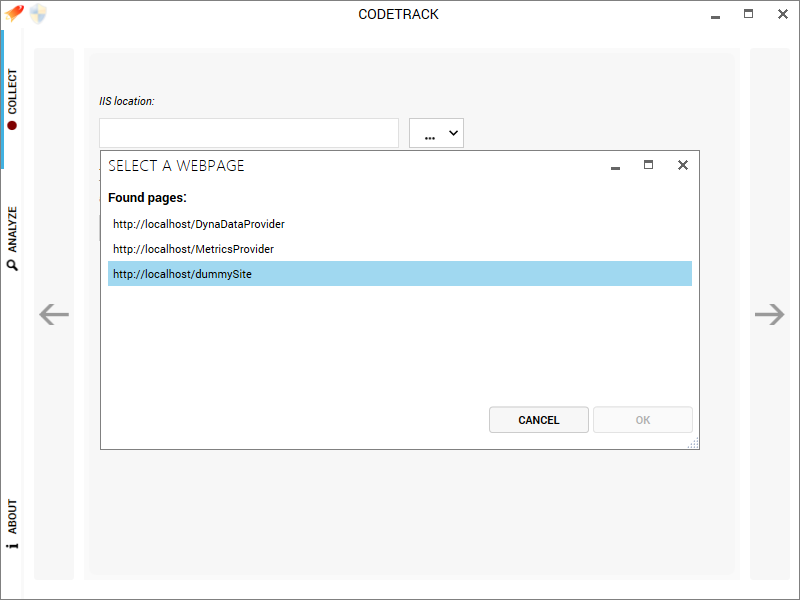 CODETRACK
COLLECT
ANALYZE
ABOUT
IIS location:
...
SELECT A WEBPAGE
Found pages:
http://localhost/DynaDataProvider
http://localhost/MetricsProvider
http://localhost/dummySite
CANCEL
OK